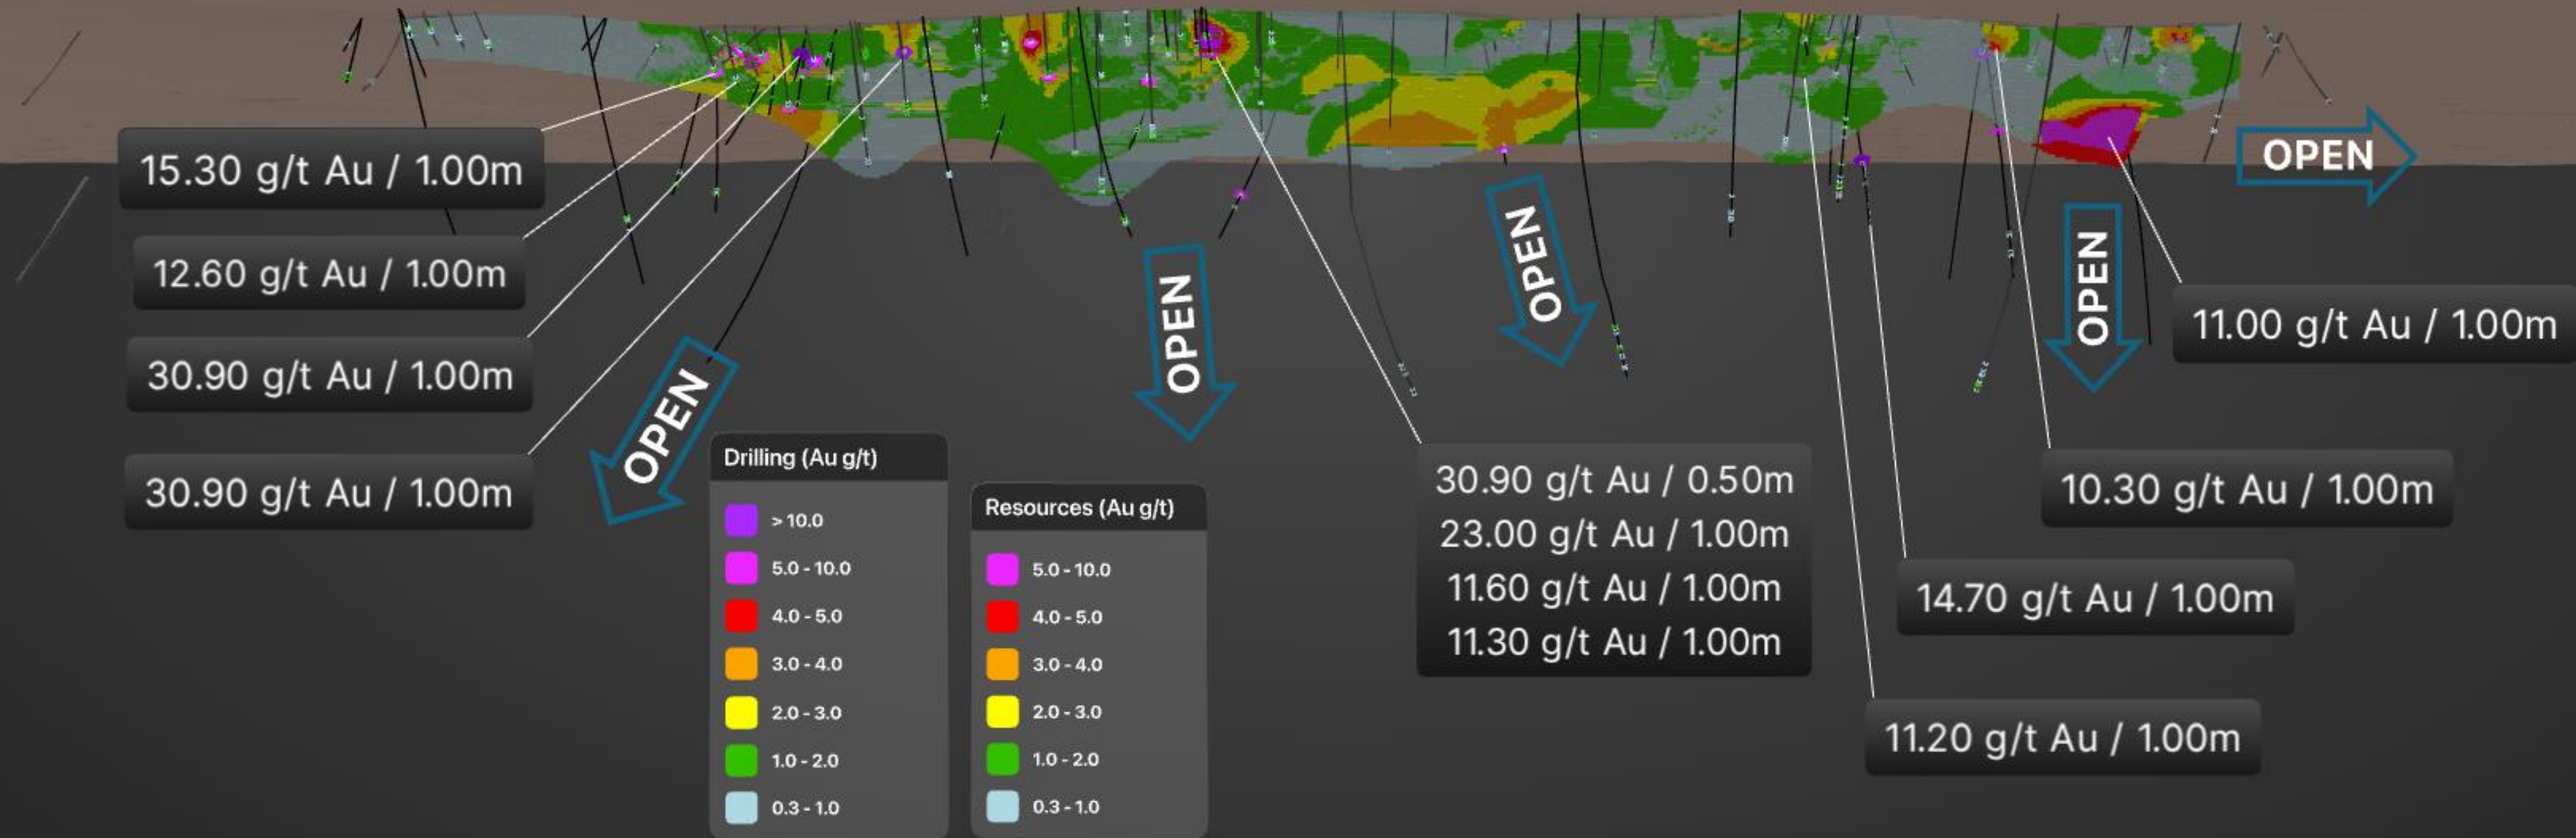 OPEN
15.30 g/t Au / 1.00m
12.60 g/t Au / 1.00m
30.90 g/t Au / 1.00m
30.90 g/t Au / 1.00m
OPEN
OPEN
OPEN
OPEN
11.00 g/t Au / 1.00m
30.90 g/t Au / 0.50m
23.00 g/t Au / 1.00m
11.60 g/t Au / 1.00m
11.30 g/t Au / 1.00m
10.30 g/t Au / 1.00m
14.70 g/t Au / 1.00m
11.20 g/t Au / 1.00m
Drilling (Au g/t)
> 10.0
5.0 - 10.0
4.0 - 5.0
3.0 - 4.0
2.0 - 3.0
1.0 - 2.0
0.3 - 1.0
Resources (Au g/t)
5.0 - 10.0
4.0 - 5.0
3.0 - 4.0
2.0 - 3.0
1.0 - 2.0
0.3 - 1.0